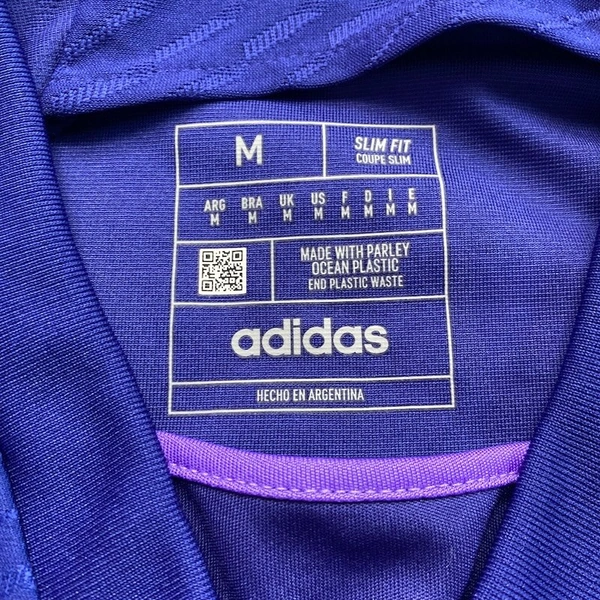 M
SLIM FIT
COUPE SLIM
ARG BRA UK US F D I E
M M M M M M M M
MADE WITH PARLEY
OCEAN PLASTIC
END PLASTIC WASTE
adidas
HECHO EN ARGENTINA